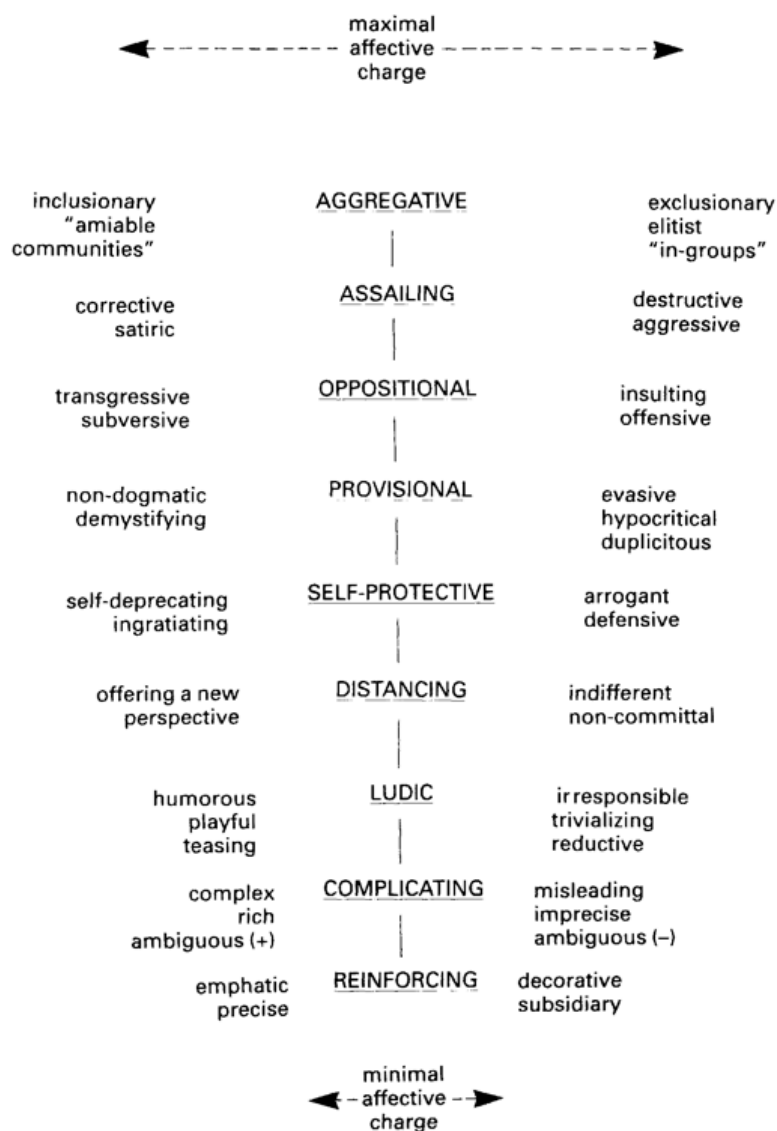 maximal
affective
charge
inclusionary
"amiable
communities"
AGGREGATIVE
exclusionary
elitist
"in-groups"
corrective
satiric
ASSAILING
destructive
aggressive
transgressive
subversive
OPPOSITIONAL
insulting
offensive
non-dogmatic
demystifying
PROVISIONAL
evasive
hypocritical
duplicitous
self-deprecating
ingratiating
SELF-PROTECTIVE
arrogant
defensive
offering a new
perspective
DISTANCING
indifferent
non-committal
humorous
playful
teasing
LUDIC
irresponsible
trivializing
reductive
complex
rich
ambiguous (+)
COMPLICATING
misleading
imprecise
ambiguous (–)
emphatic
precise
REINFORCING
decorative
subsidiary
minimal
affective
charge